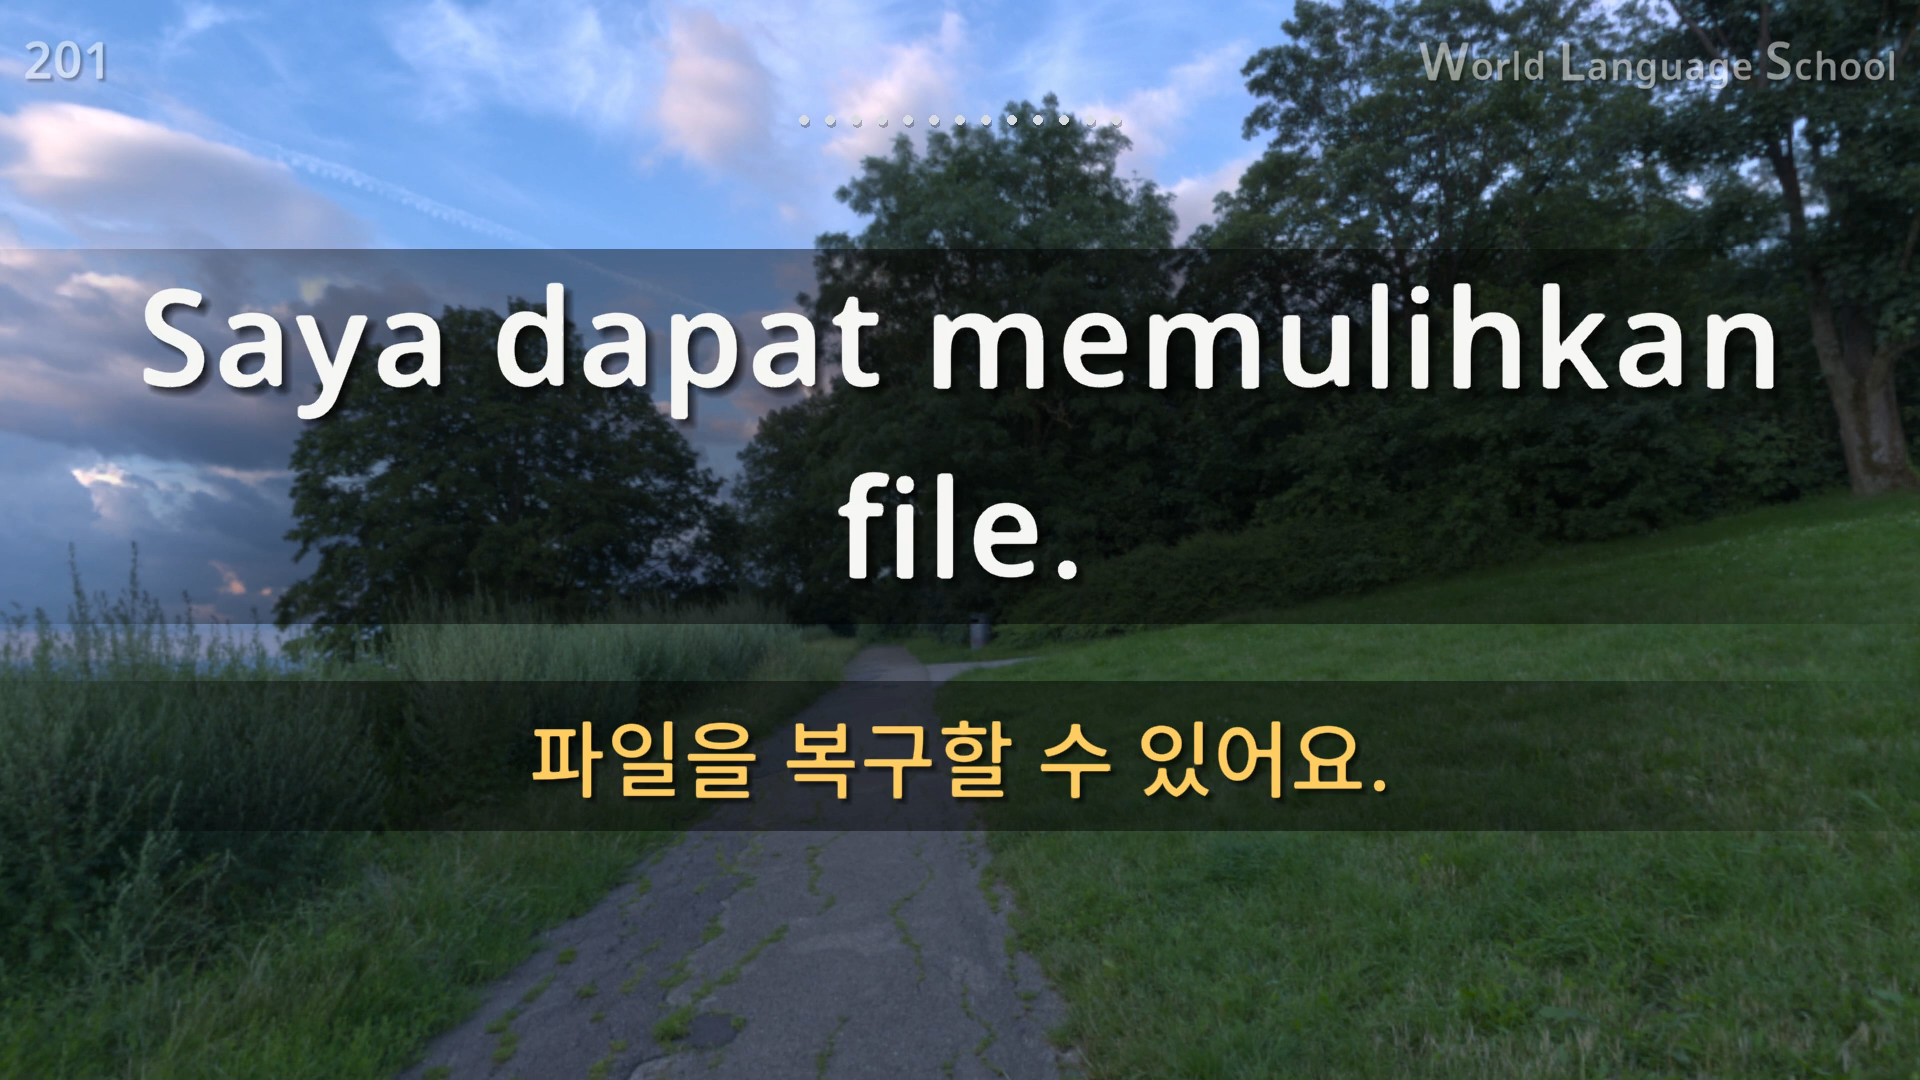 201
World Language School
Saya dapat memulihkan
file.
파일을 복구할 수 있어요.